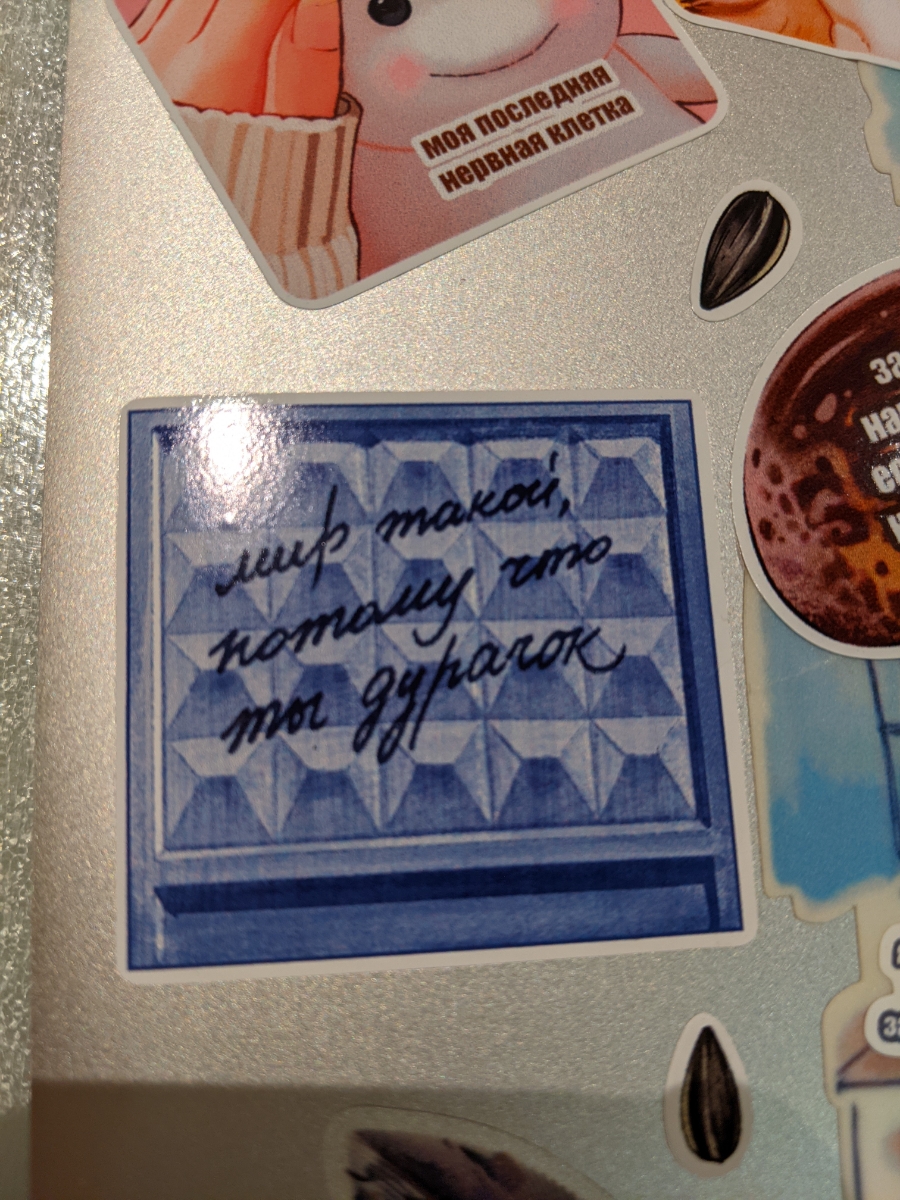 моя последняя
нервная клетка
мир такой,
потому что
ты дурачок